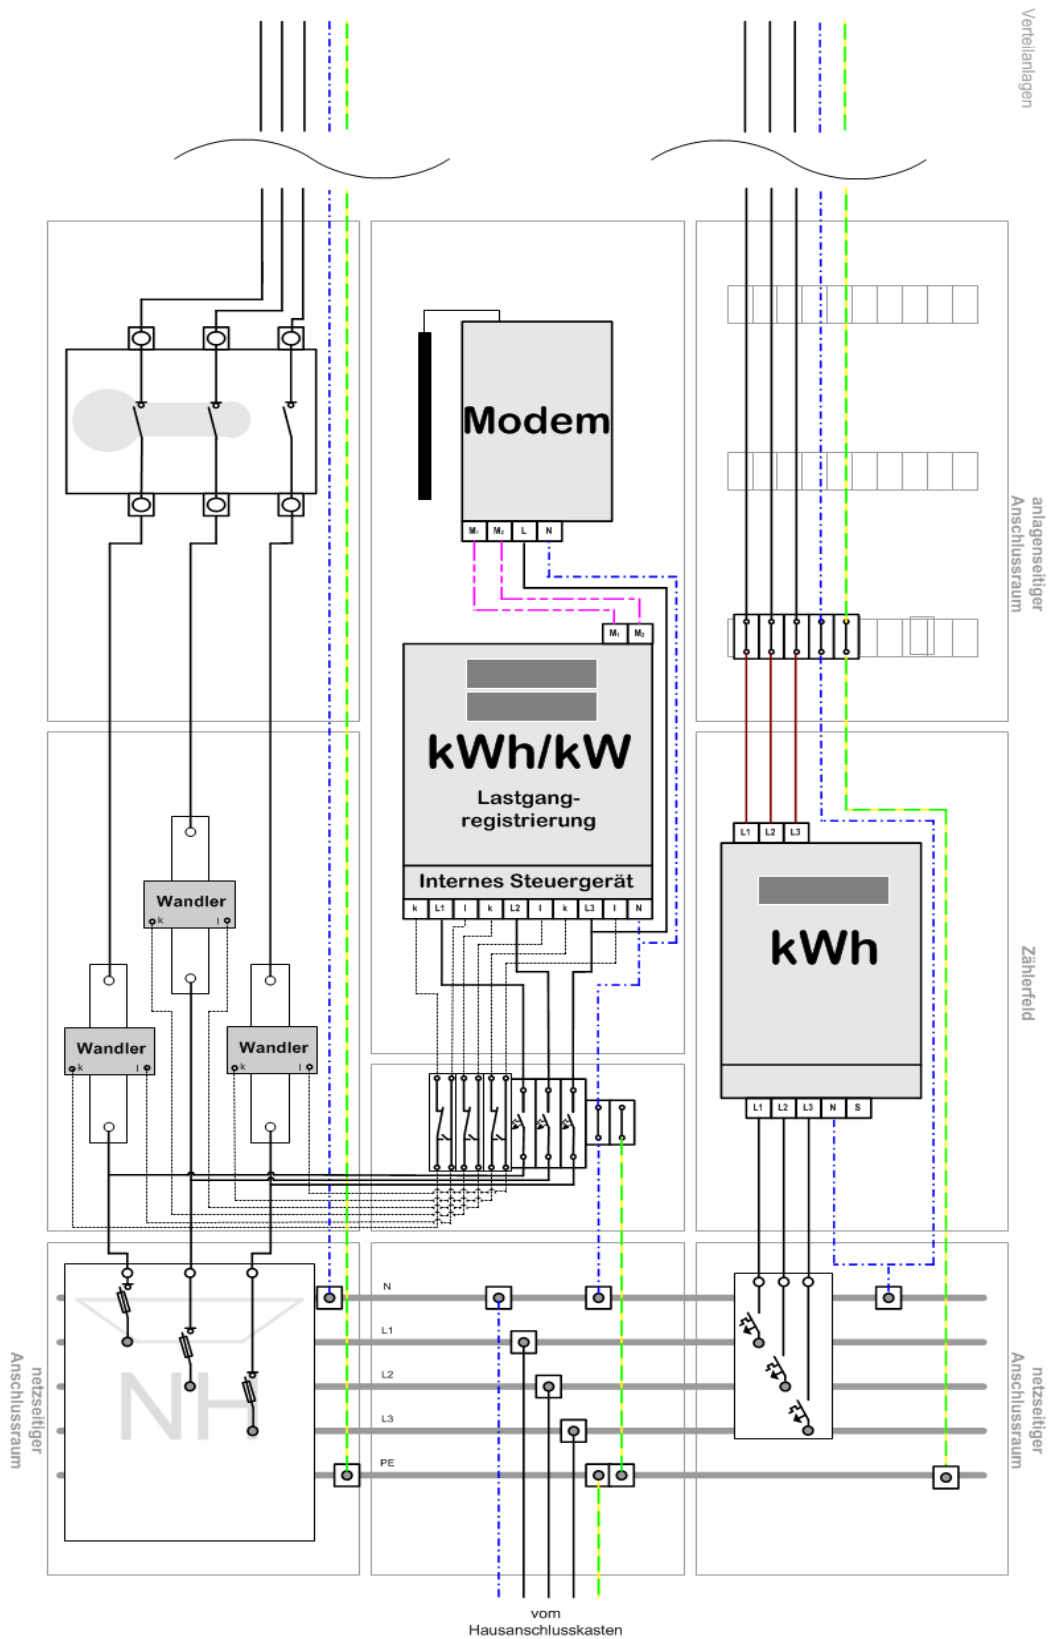 Verteilanlagen
Modem
M₁ M₂ L N
anlagenseitiger
Anschlussraum
M₁ M₂
kWh/kW
Lastgang-
registrierung
Internes Steuergerät
k L1 l k L2 l k L3 l N
L1 L2 L3
kWh
L1 L2 L3 N S
Zählerfeld
Wandler
k l
Wandler
k l
Wandler
k l
N
L1
L2
L3
PE
NH
netzseitiger
Anschlussraum
netzseitiger
Anschlussraum
vom
Hausanschlusskasten